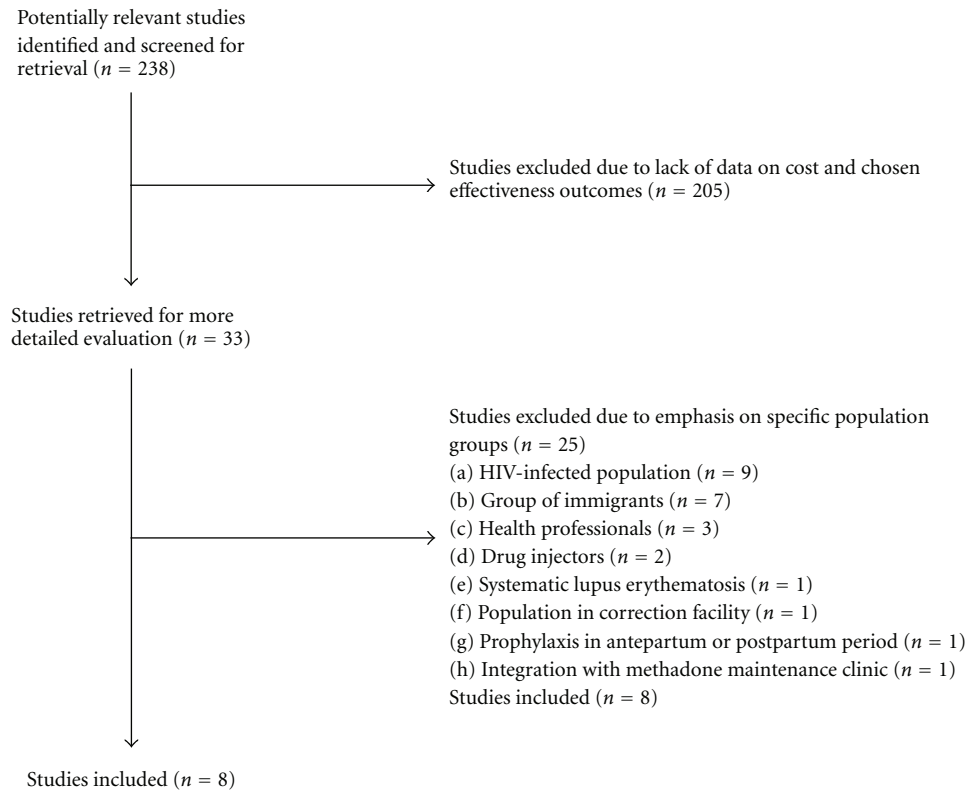 Potentially relevant studies
identified and screened for
retrieval (n = 238)
Studies excluded due to lack of data on cost and chosen
effectiveness outcomes (n = 205)
Studies retrieved for more
detailed evaluation (n = 33)
Studies excluded due to emphasis on specific population
groups (n = 25)
(a) HIV-infected population (n = 9)
(b) Group of immigrants (n = 7)
(c) Health professionals (n = 3)
(d) Drug injectors (n = 2)
(e) Systematic lupus erythematosis (n = 1)
(f) Population in correction facility (n = 1)
(g) Prophylaxis in antepartum or postpartum period (n = 1)
(h) Integration with methadone maintenance clinic (n = 1)
Studies included (n = 8)
Studies included (n = 8)